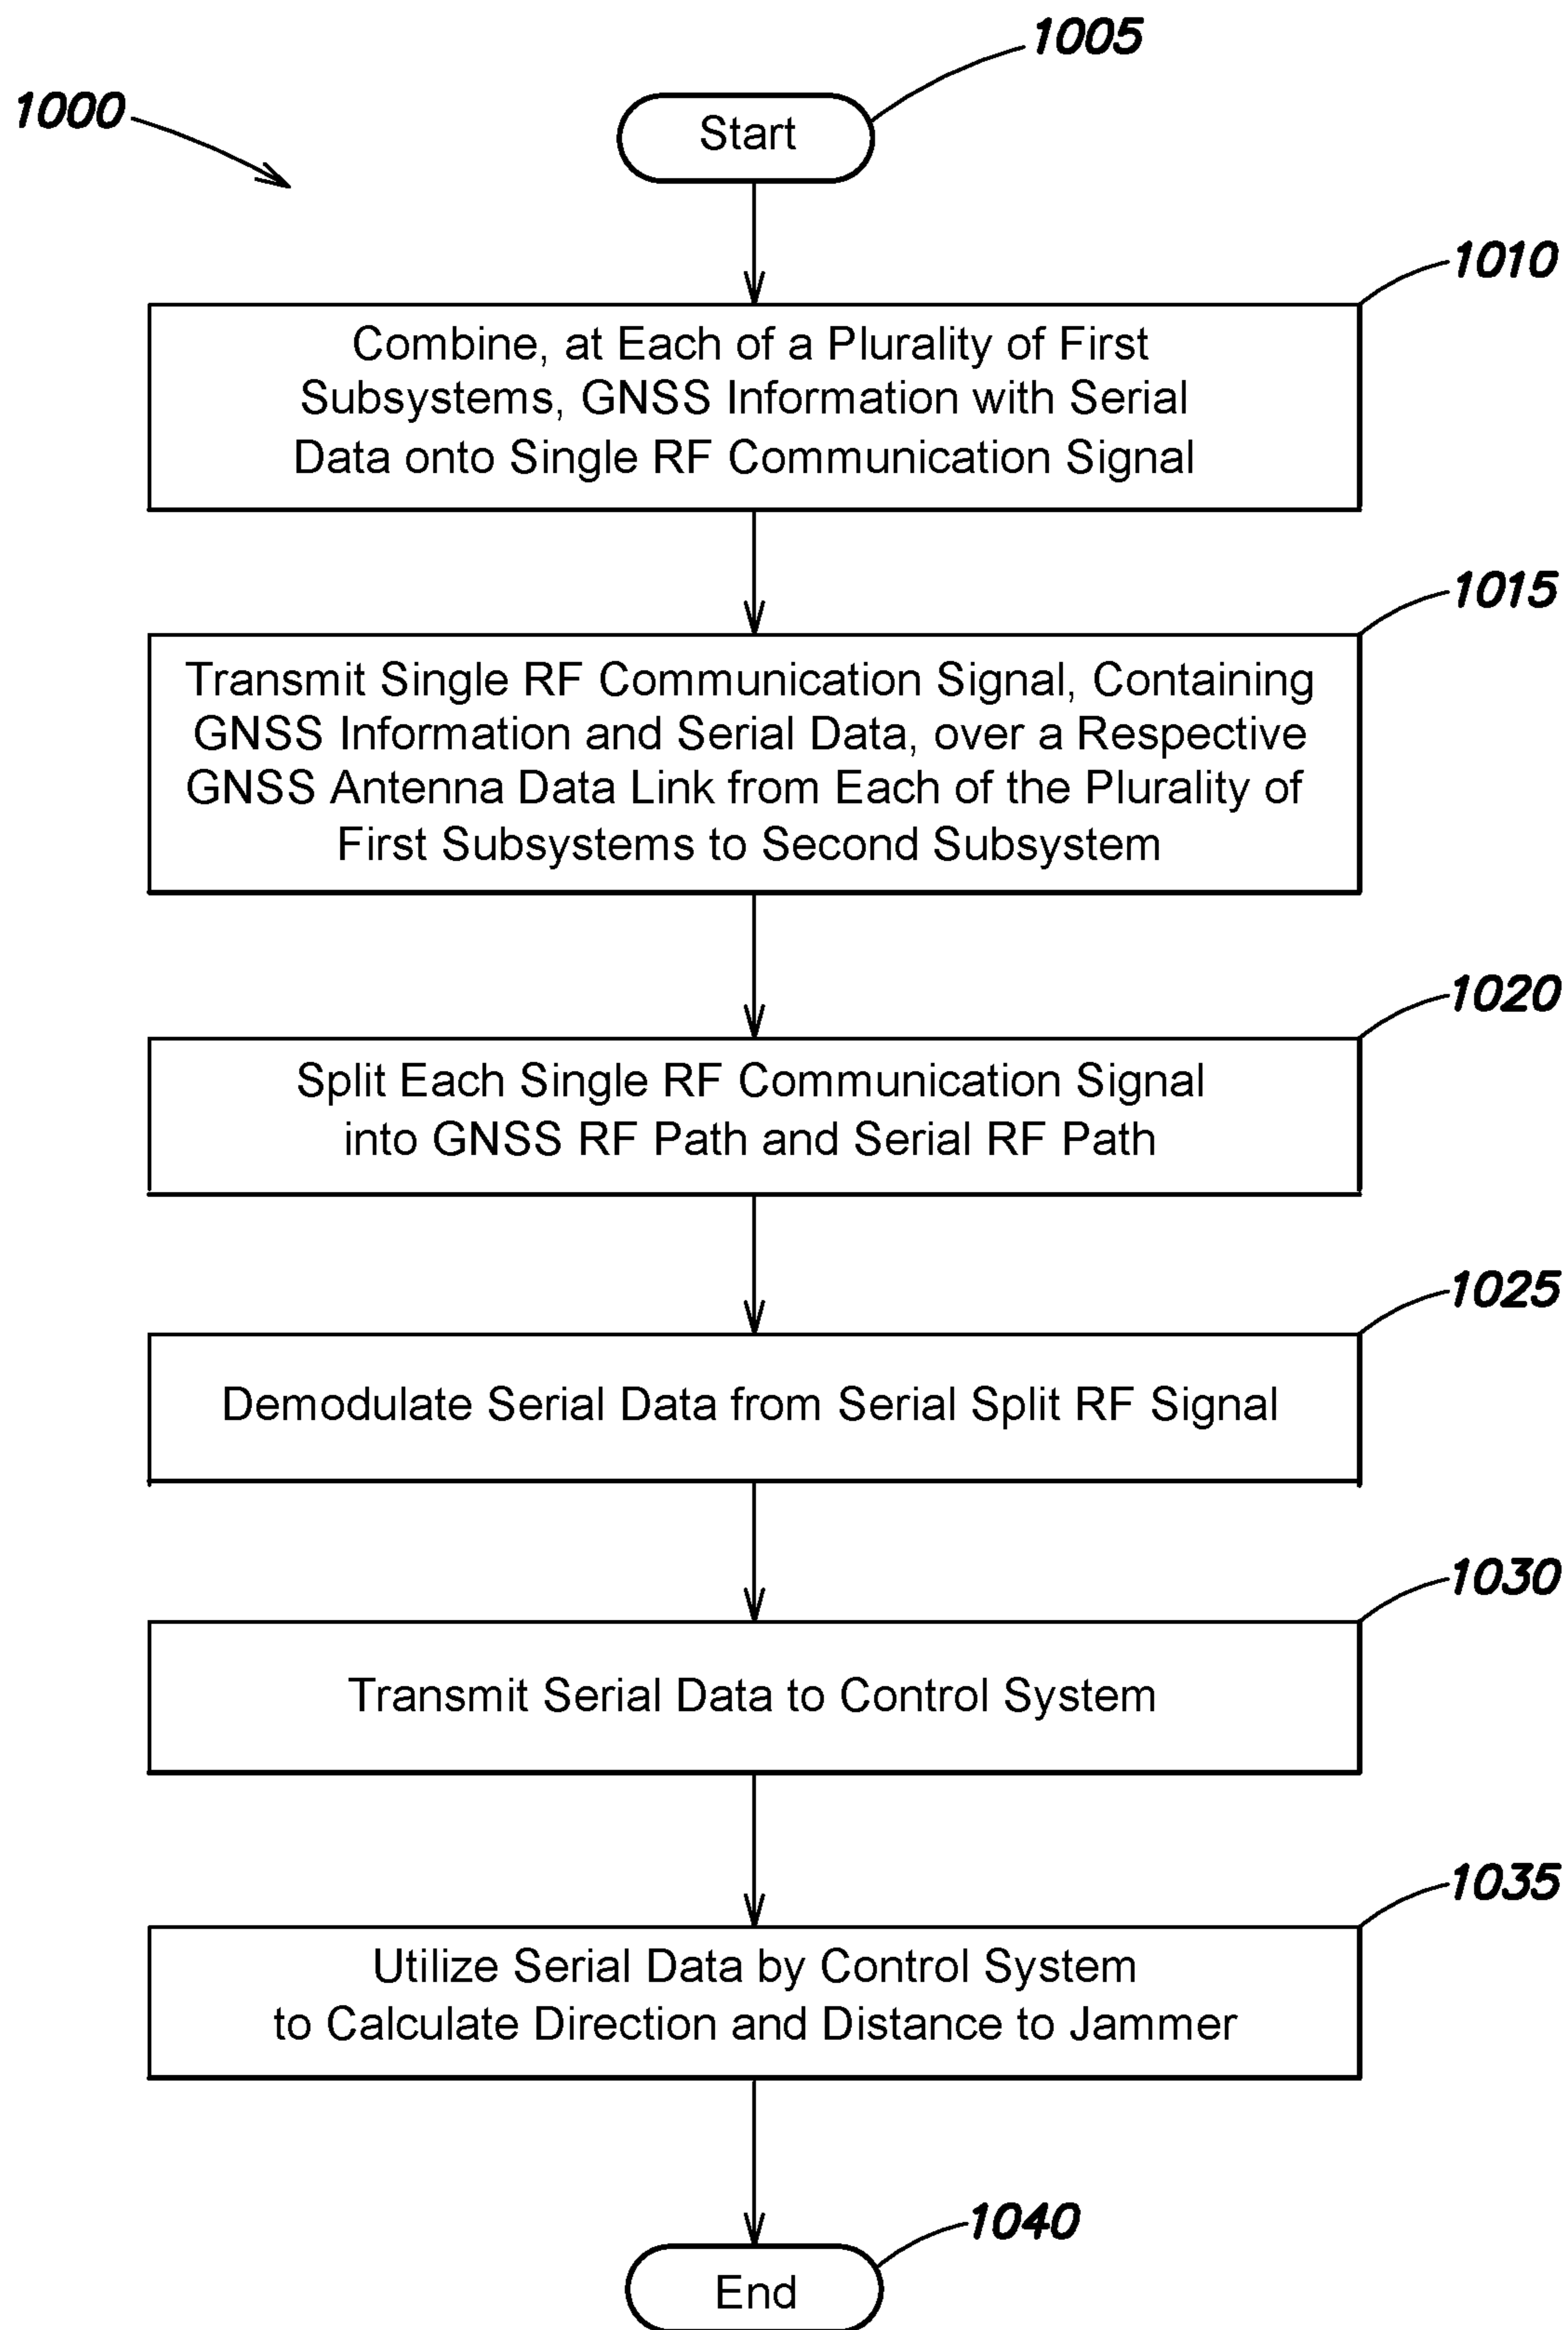 1005
1000
Start
1010
Combine, at Each of a Plurality of First
Subsystems, GNSS Information with Serial
Data onto Single RF Communication Signal
1015
Transmit Single RF Communication Signal, Containing
GNSS Information and Serial Data, over a Respective
GNSS Antenna Data Link from Each of the Plurality of
First Subsystems to Second Subsystem
1020
Split Each Single RF Communication Signal
into GNSS RF Path and Serial RF Path
1025
Demodulate Serial Data from Serial Split RF Signal
1030
Transmit Serial Data to Control System
1035
Utilize Serial Data by Control System
to Calculate Direction and Distance to Jammer
1040
End